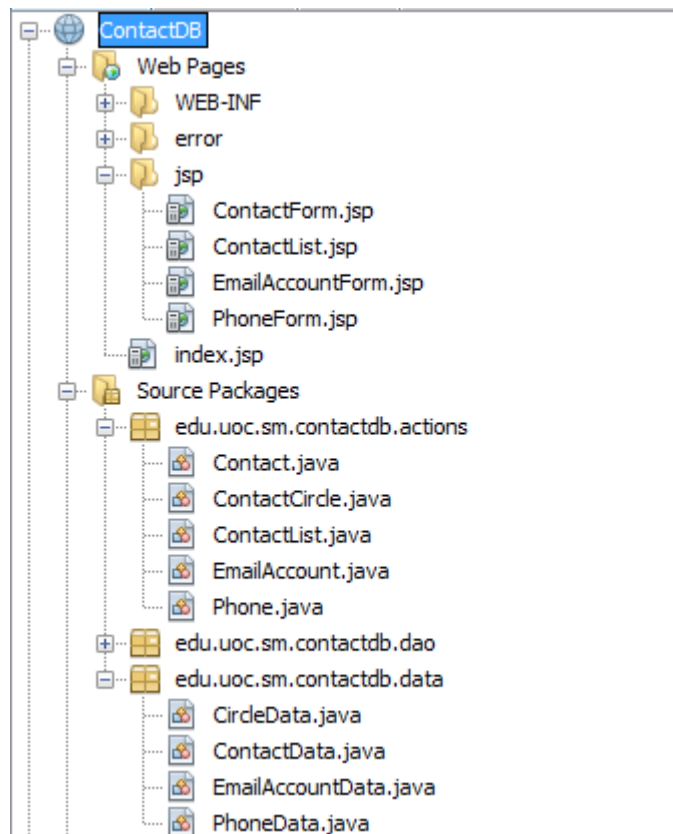 ContactDB
Web Pages
WEB-INF
error
jsp
ContactForm.jsp
ContactList.jsp
EmailAccountForm.jsp
PhoneForm.jsp
index.jsp
Source Packages
edu.uoc.sm.contactdb.actions
Contact.java
ContactCircle.java
ContactList.java
EmailAccount.java
Phone.java
edu.uoc.sm.contactdb.dao
edu.uoc.sm.contactdb.data
CircleData.java
ContactData.java
EmailAccountData.java
PhoneData.java